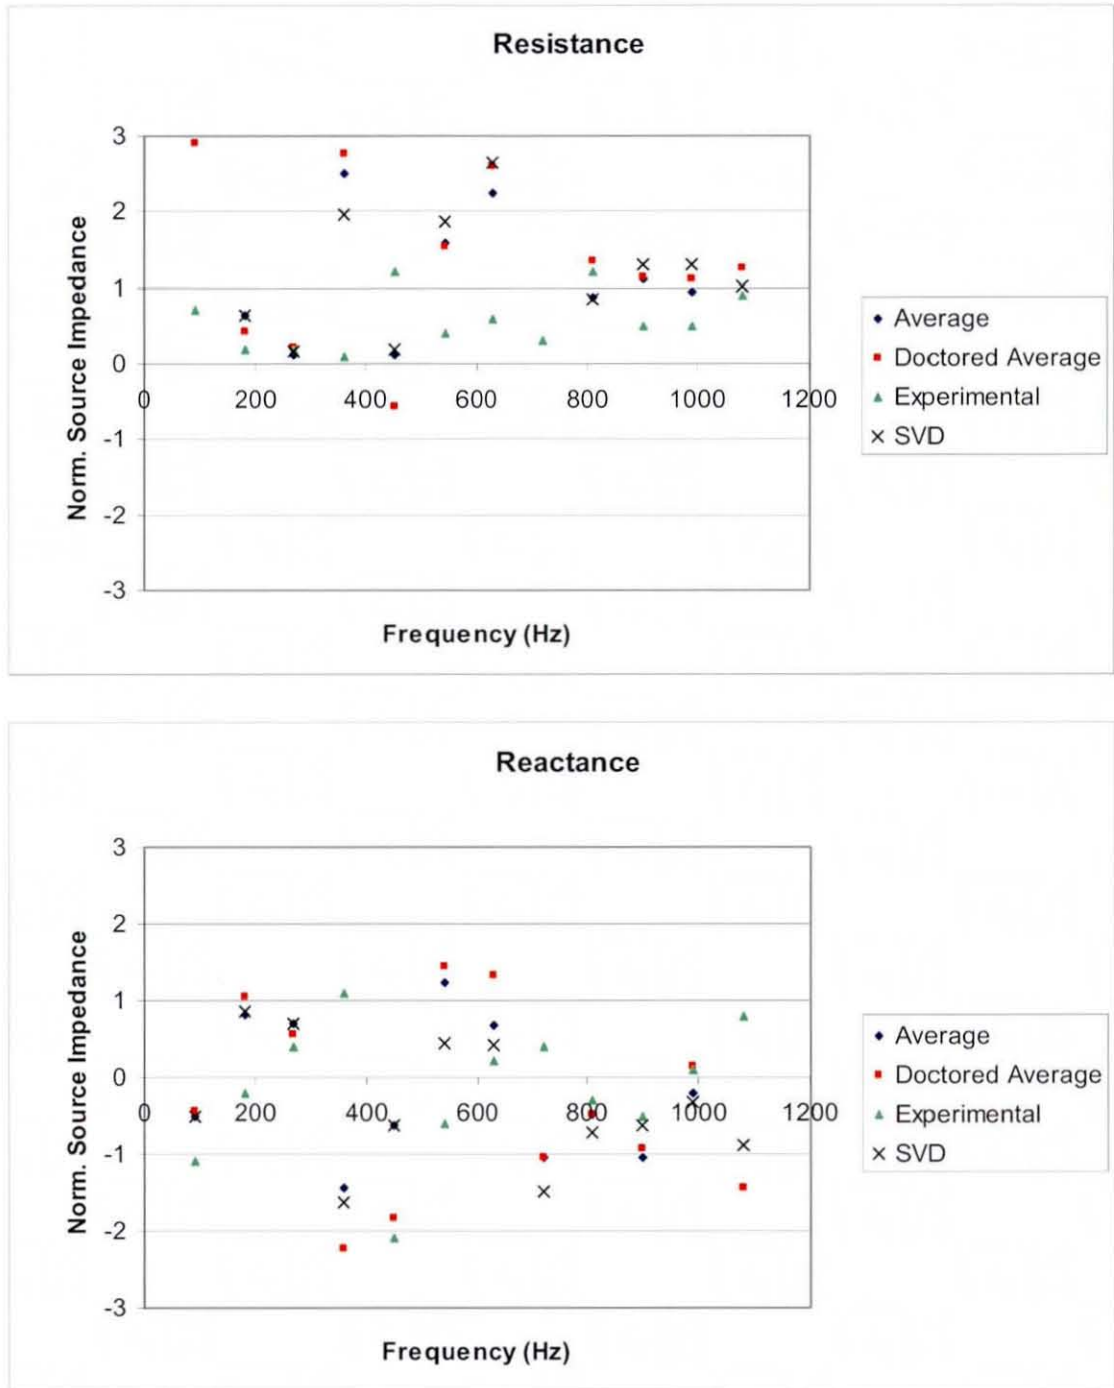 Resistance
3
2
1
0
-1
-2
-3
0 200 400 600 800 1000 1200
Norm. Source Impedance
Frequency (Hz)
Average
Doctored Average
Experimental
SVD
Reactance
3
2
1
0
-1
-2
-3
0 200 400 600 800 1000 1200
Norm. Source Impedance
Frequency (Hz)
Average
Doctored Average
Experimental
SVD